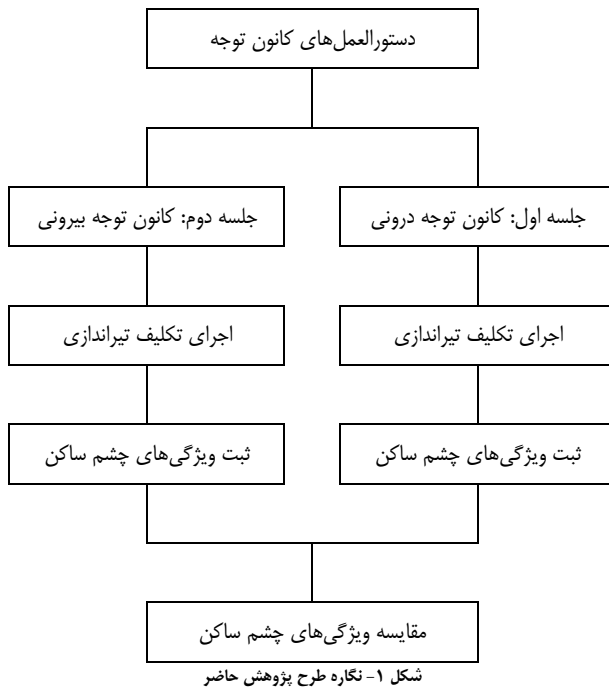 دستورالعمل‌های کانون توجه
جلسه اول: کانون توجه درونی
جلسه دوم: کانون توجه بیرونی
اجرای تکلیف تیراندازی
اجرای تکلیف تیراندازی
ثبت ویژگی‌های چشم ساکن
ثبت ویژگی‌های چشم ساکن
مقایسه ویژگی‌های چشم ساکن
شکل ۱- نگاره طرح پژوهش حاضر